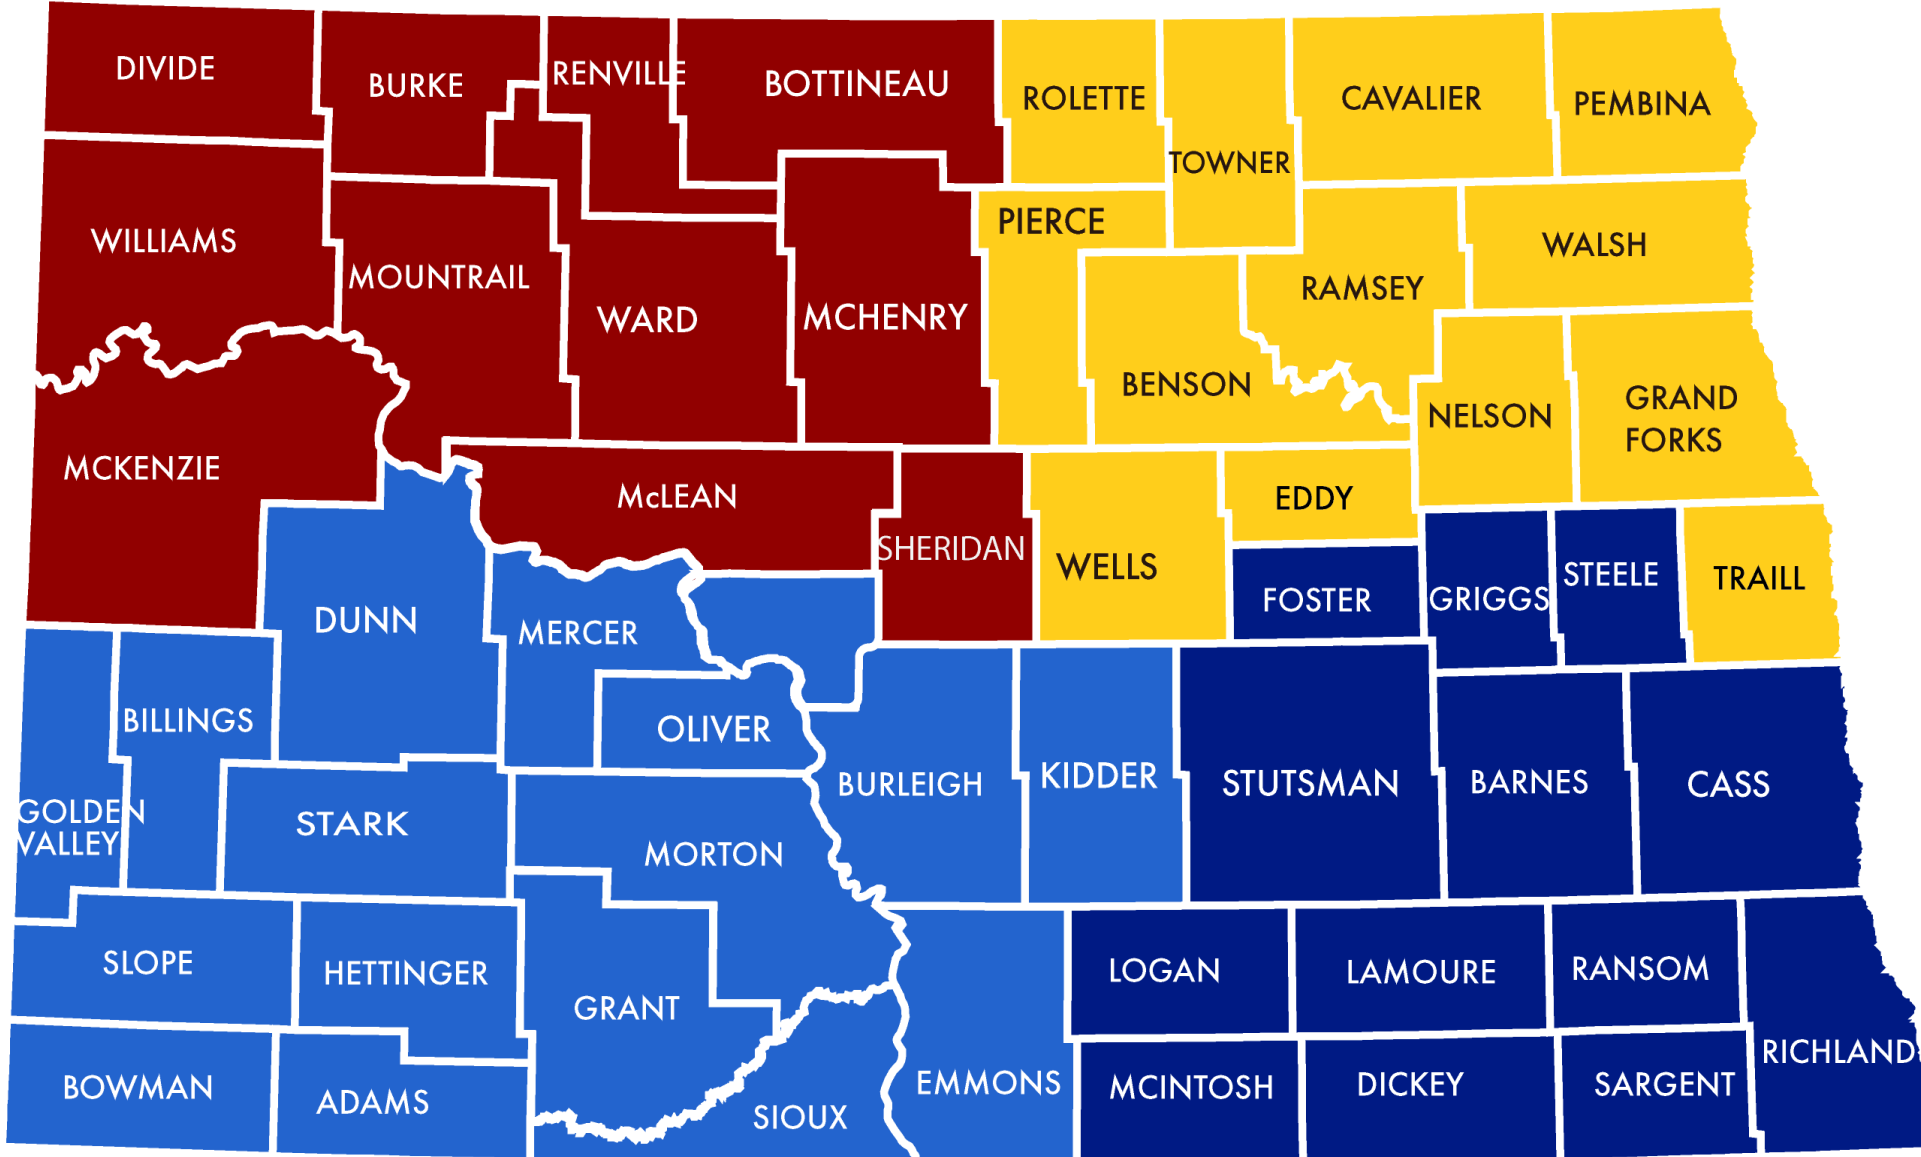 DIVIDE
BURKE
RENVILLE
BOTTINEAU
ROLETTE
TOWNER
CAVALIER
PEMBINA
WILLIAMS
MOUNTRAIL
WARD
MCHENRY
PIERCE
BENSON
RAMSEY
WALSH
NELSON
GRAND
FORKS
MCKENZIE
McLEAN
SHERIDAN
WELLS
EDDY
FOSTER
GRIGGS
STEELE
TRAILL
DUNN
MERCER
OLIVER
BILLINGS
GOLDEN
VALLEY
STARK
MORTON
BURLEIGH
KIDDER
STUTSMAN
BARNES
CASS
SLOPE
HETTINGER
GRANT
LOGAN
LAMOURE
RANSOM
RICHLAND
BOWMAN
ADAMS
SIOUX
EMMONS
MCINTOSH
DICKEY
SARGENT